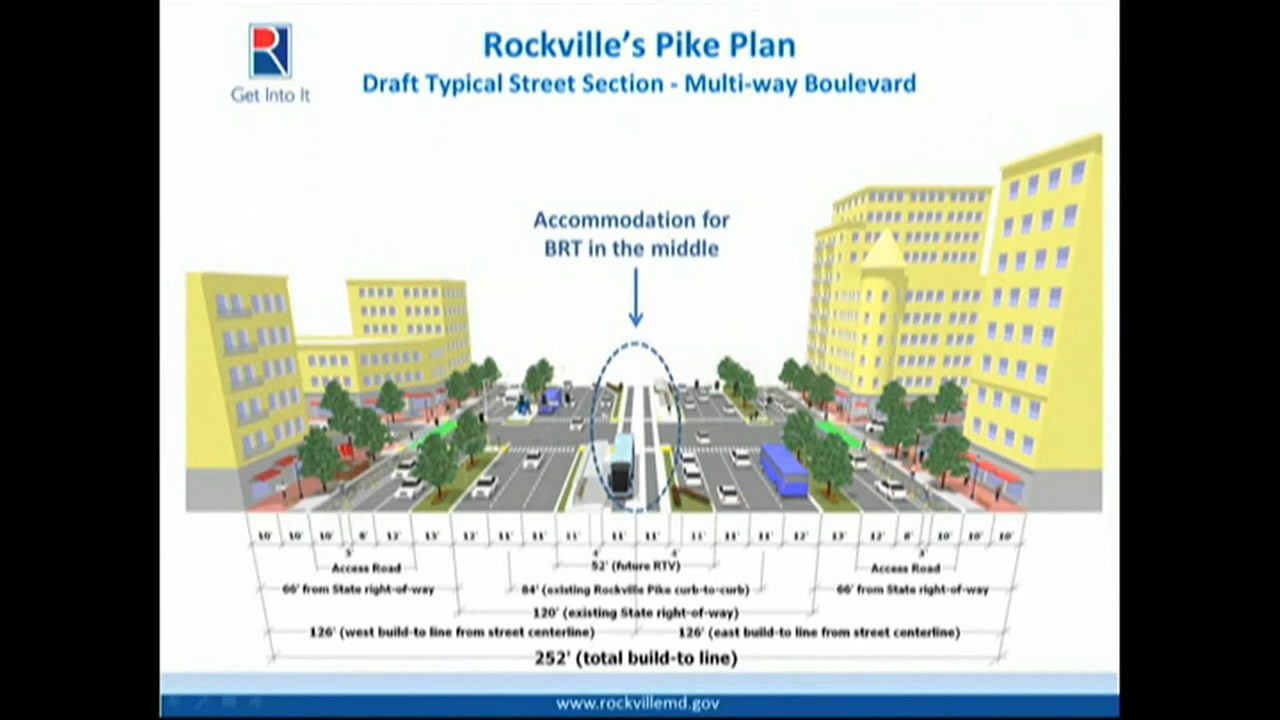 Rockville's Pike Plan
Draft Typical Street Section - Multi-way Boulevard
R
Get Into It
Accommodation for
BRT in the middle
10' 10' 10' 8' 12' 13' 12' 11' 11' 11' 11' 11' 11' 11' 11' 12' 13' 12' 8' 10' 10' 10'
Access Road
52' (future RTV)
Access Road
66' from State right-of-way
84' (existing Rockville Pike curb-to-curb)
66' from State right-of-way
120' (existing State right-of-way)
126' (west build-to line from street centerline)
126' (east build-to line from street centerline)
252' (total build-to line)
www.rockvillemd.gov